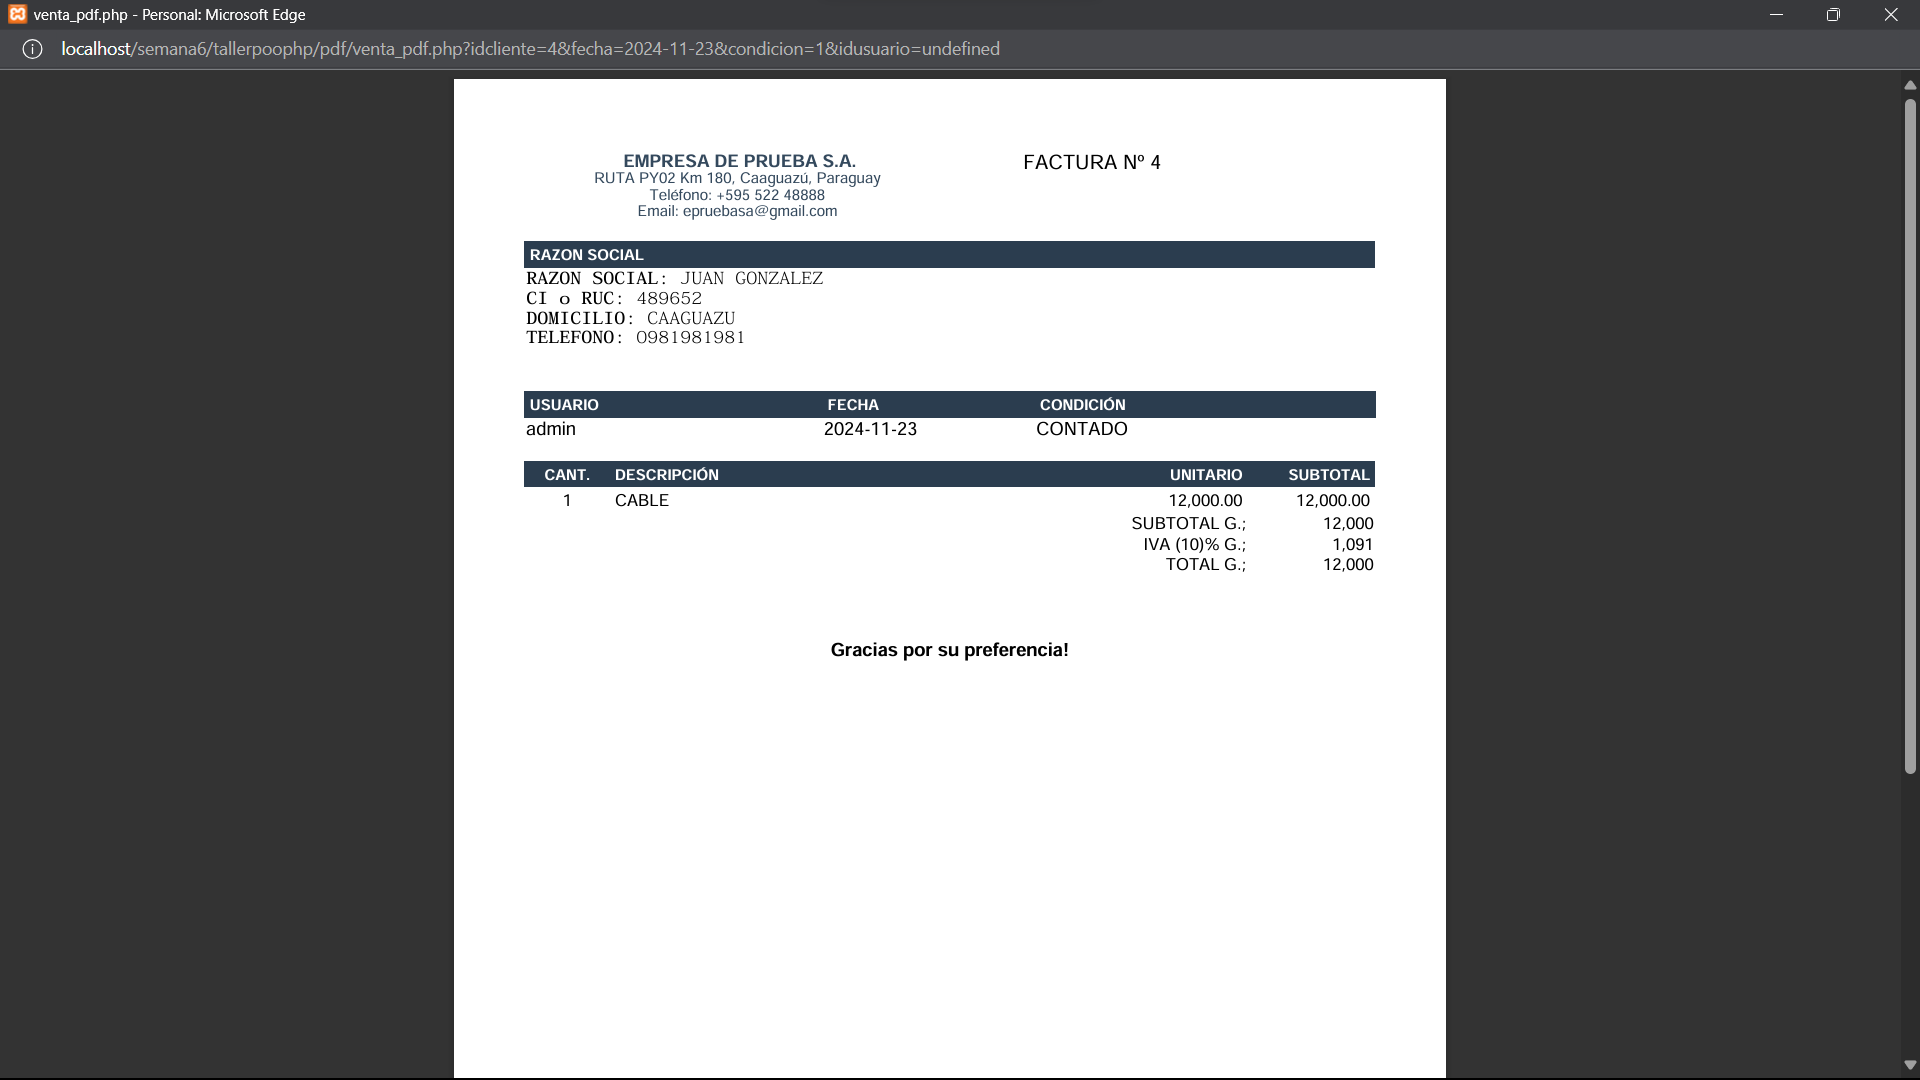 venta_pdf.php - Personal: Microsoft Edge
localhost/semana6/tallerpoophp/pdf/venta_pdf.php?idcliente=4&fecha=2024-11-23&condicion=1&idusuario=undefined
EMPRESA DE PRUEBA S.A.
FACTURA Nº 4
RUTA PY02 Km 180, Caaguazú, Paraguay
Teléfono: +595 522 48888
Email: epruebasa@gmail.com
RAZON SOCIAL
RAZON SOCIAL: JUAN GONZALEZ
CI o RUC: 489652
DOMICILIO: CAAGUAZU
TELEFONO: 0981981981
USUARIO FECHA CONDICIÓN
admin 2024-11-23 CONTADO
CANT. DESCRIPCIÓN UNITARIO SUBTOTAL
1 CABLE 12,000.00 12,000.00
SUBTOTAL G.; 12,000
IVA (10)% G.; 1,091
TOTAL G.; 12,000
Gracias por su preferencia!